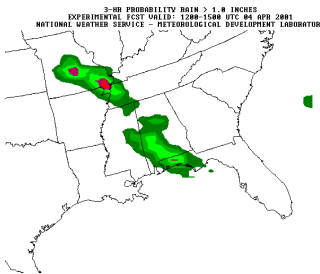 3-HR PROBABILITY RAIN > 1.0 INCHES
EXPERIMENTAL FCST VALID: 1200-1500 UTC 04 APR 2001
NATIONAL WEATHER SERVICE - METEOROLOGICAL DEVELOPMENT LABORATOR